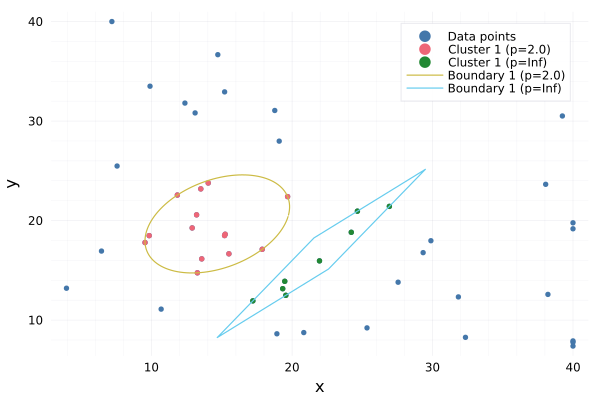 40
30
20
10
y
Data points
Cluster 1 (p=2.0)
Cluster 1 (p=Inf)
Boundary 1 (p=2.0)
Boundary 1 (p=Inf)
10
20
30
40
x